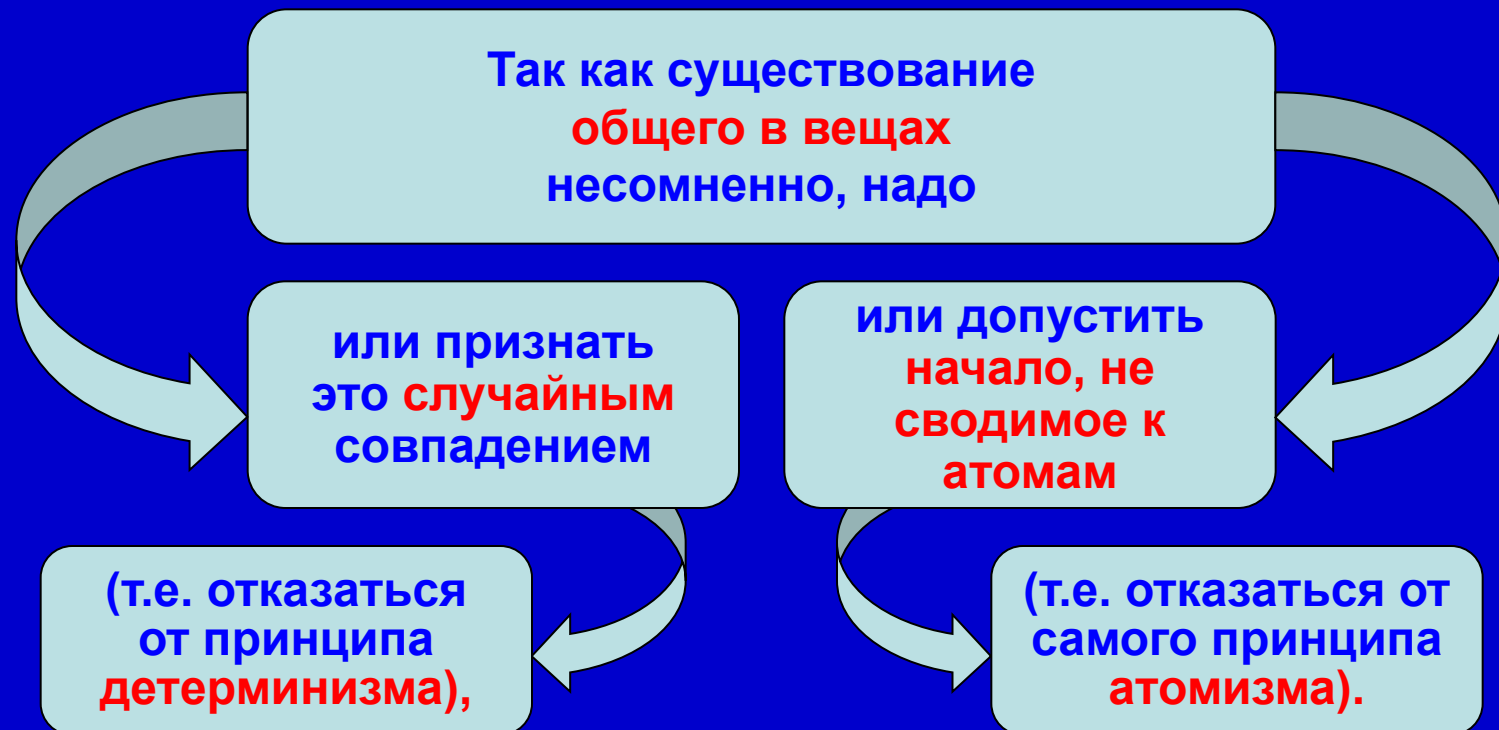 Так как существование
общего в вещах
несомненно, надо
или признать
это случайным
совпадением
или допустить
начало, не
сводимое к
атомам
(т.е. отказаться
от принципа
детерминизма),
(т.е. отказаться от
самого принципа
атомизма).